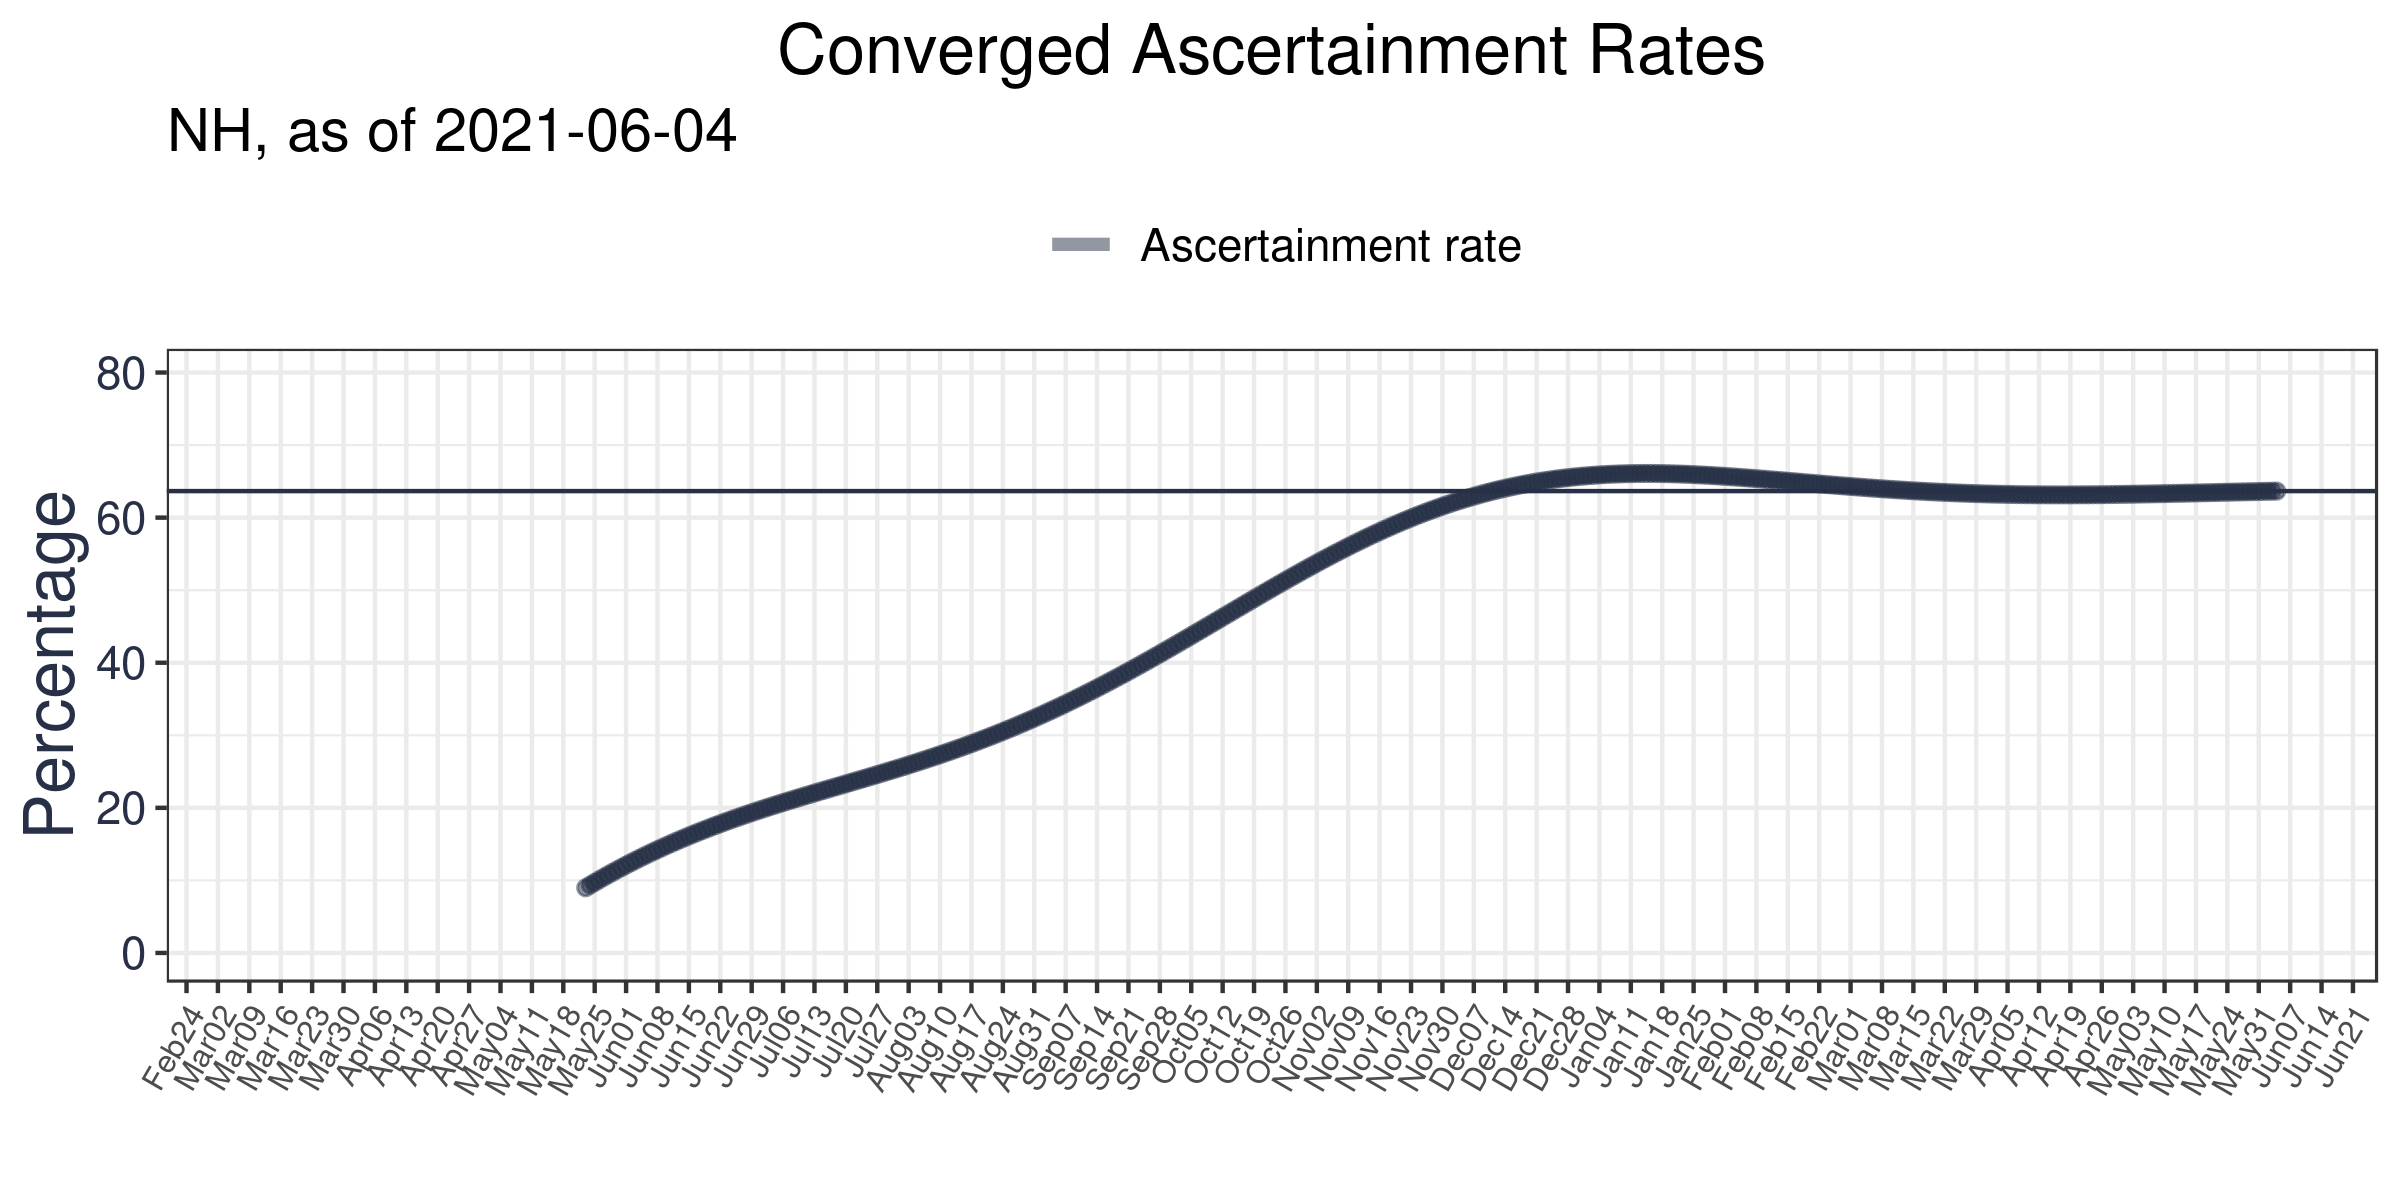 Converged Ascertainment Rates
NH, as of 2021-06-04
Ascertainment rate
Percentage
80
60
40
20
0
Feb24
Mar02
Mar09
Mar16
Mar23
Mar30
Apr06
Apr13
Apr20
Apr27
May04
May11
May18
May25
Jun01
Jun08
Jun15
Jun22
Jun29
Jul06
Jul13
Jul20
Jul27
Aug03
Aug10
Aug17
Aug24
Aug31
Sep07
Sep14
Sep21
Sep28
Oct05
Oct12
Oct19
Oct26
Nov02
Nov09
Nov16
Nov23
Nov30
Dec07
Dec14
Dec21
Dec28
Jan04
Jan11
Jan18
Jan25
Feb01
Feb08
Feb15
Feb22
Mar01
Mar08
Mar15
Mar22
Mar29
Apr05
Apr12
Apr19
Apr26
May03
May10
May17
May24
May31
Jun07
Jun14
Jun21